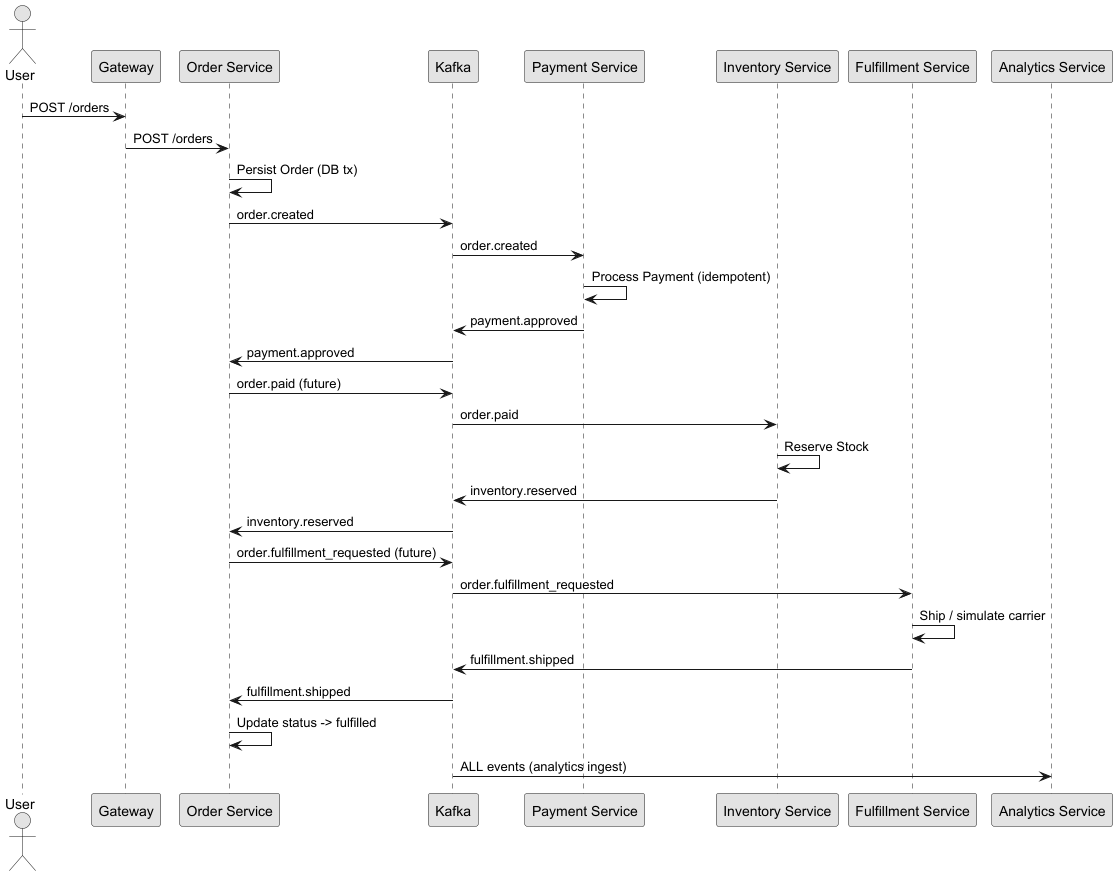 User
Gateway
Order Service
Kafka
Payment Service
Inventory Service
Fulfillment Service
Analytics Service
POST /orders
POST /orders
Persist Order (DB tx)
order.created
order.created
Process Payment (idempotent)
payment.approved
payment.approved
order.paid (future)
order.paid
Reserve Stock
inventory.reserved
inventory.reserved
order.fulfillment_requested (future)
order.fulfillment_requested
Ship / simulate carrier
fulfillment.shipped
fulfillment.shipped
Update status -> fulfilled
ALL events (analytics ingest)
User
Gateway
Order Service
Kafka
Payment Service
Inventory Service
Fulfillment Service
Analytics Service